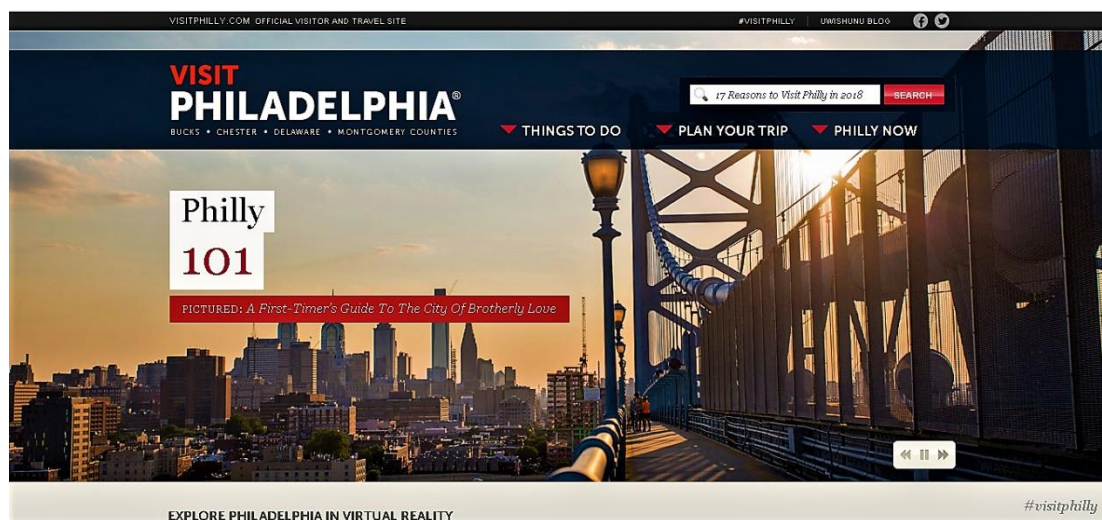 VISITPHILLY.COM OFFICIAL VISITOR AND TRAVEL SITE
#VISITPHILLY UWISHUNU BLOG
VISIT
PHILADELPHIA®
BUCKS • CHESTER • DELAWARE • MONTGOMERY COUNTIES
17 Reasons to Visit Philly in 2018 SEARCH
THINGS TO DO PLAN YOUR TRIP PHILLY NOW
Philly
101
PICTURED: A First-Timer's Guide To The City Of Brotherly Love
#visitphilly
EXPLORE PHILADELPHIA IN VIRTUAL REALITY